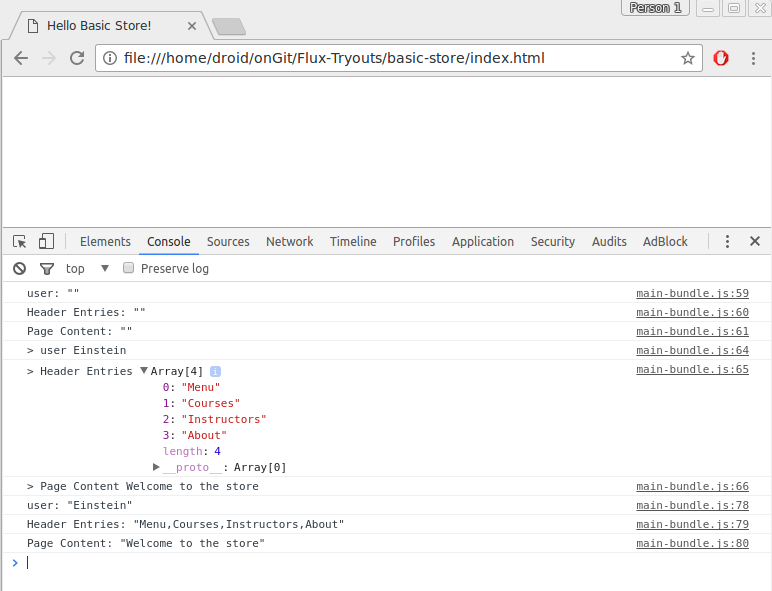 Person 1
Hello Basic Store!
file:///home/droid/onGit/Flux-Tryouts/basic-store/index.html
Elements Console Sources Network Timeline Profiles Application Security Audits AdBlock
top Preserve log
user: "" main-bundle.js:59
Header Entries: "" main-bundle.js:60
Page Content: "" main-bundle.js:61
> user Einstein main-bundle.js:64
> Header Entries ▼Array[4] i main-bundle.js:65
0: "Menu"
1: "Courses"
2: "Instructors"
3: "About"
length: 4
▶__proto__: Array[0]
> Page Content Welcome to the store main-bundle.js:66
user: "Einstein" main-bundle.js:78
Header Entries: "Menu,Courses,Instructors,About" main-bundle.js:79
Page Content: "Welcome to the store" main-bundle.js:80
>